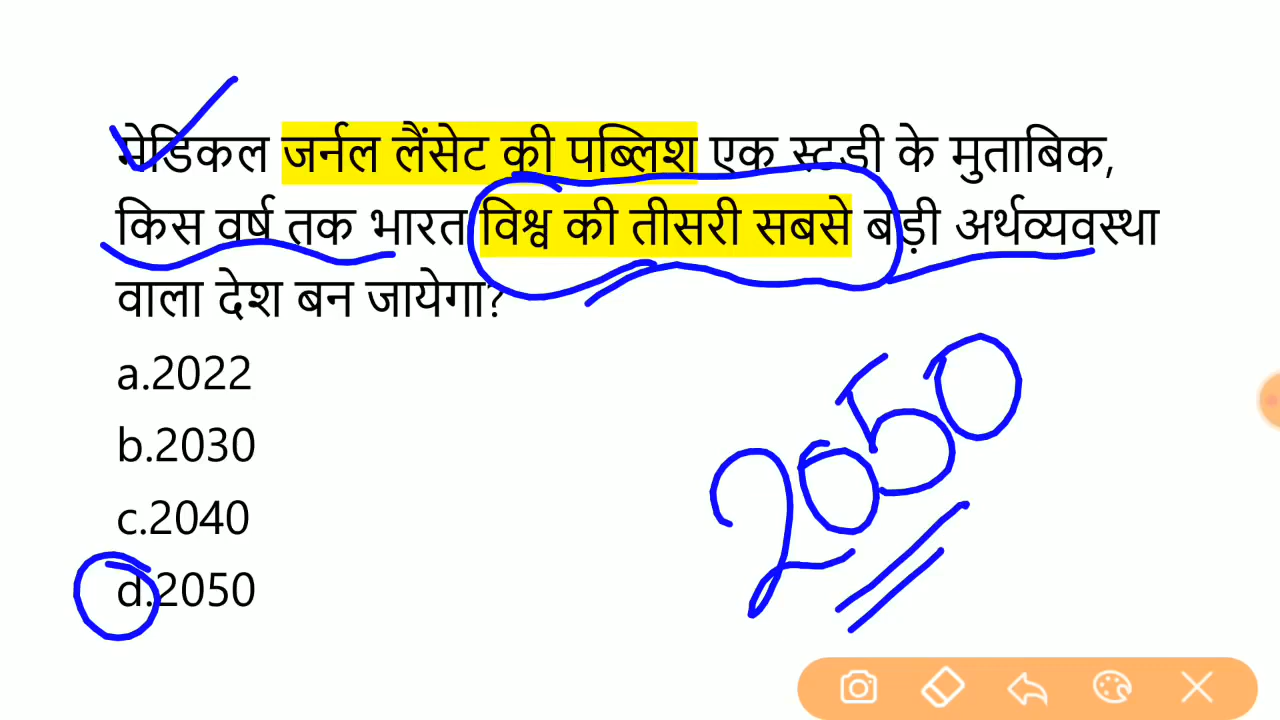 मेडिकल जर्नल लैंसेट की पब्लिश एक स्टडी के मुताबिक,
किस वर्ष तक भारत विश्व की तीसरी सबसे बड़ी अर्थव्यवस्था
वाला देश बन जायेगा?
a.2022
b.2030
c.2040
d.2050
2050